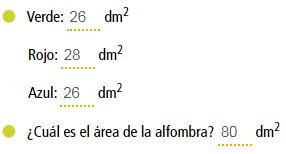 Verde: 26 dm²
Rojo: 28 dm²
Azul: 26 dm²
¿Cuál es el área de la alfombra? 80 dm²